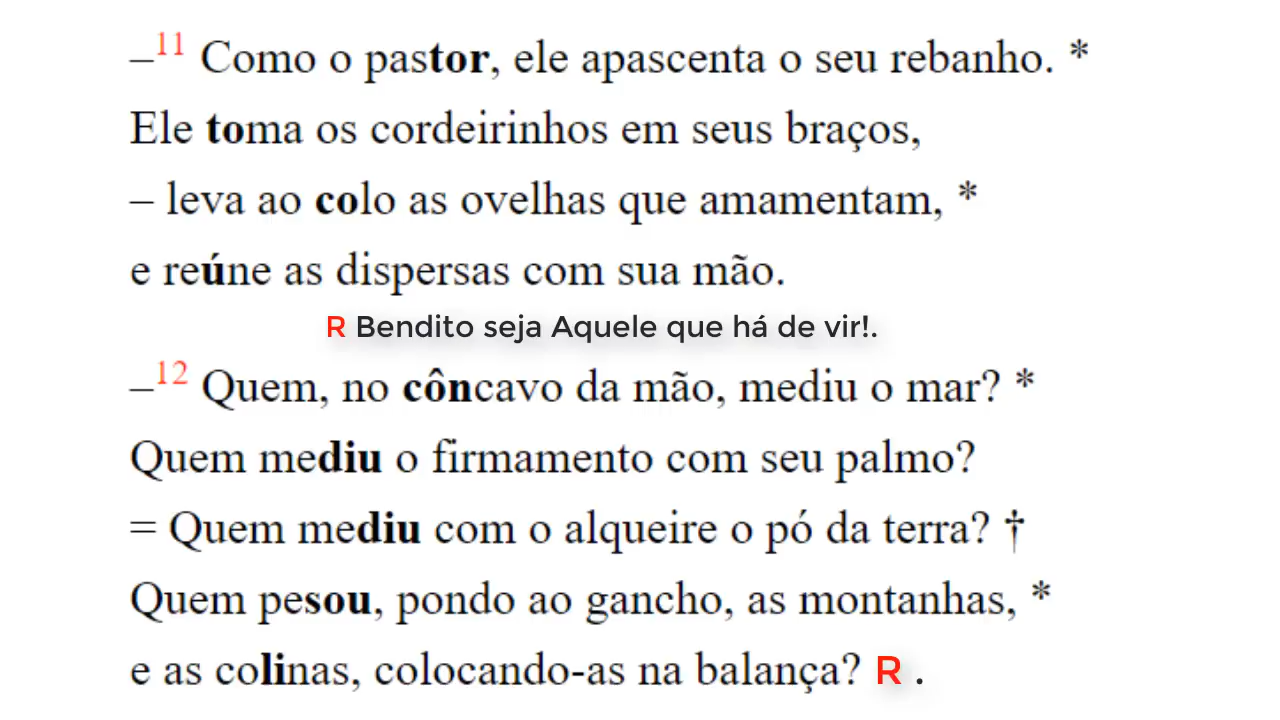 –11 Como o pastor, ele apascenta o seu rebanho. *
Ele toma os cordeirinhos em seus braços,
– leva ao colo as ovelhas que amamentam, *
e reúne as dispersas com sua mão.
R Bendito seja Aquele que há de vir!.
–12 Quem, no côncavo da mão, mediu o mar? *
Quem mediu o firmamento com seu palmo?
= Quem mediu com o alqueire o pó da terra? †
Quem pesou, pondo ao gancho, as montanhas, *
e as colinas, colocando-as na balança? R .